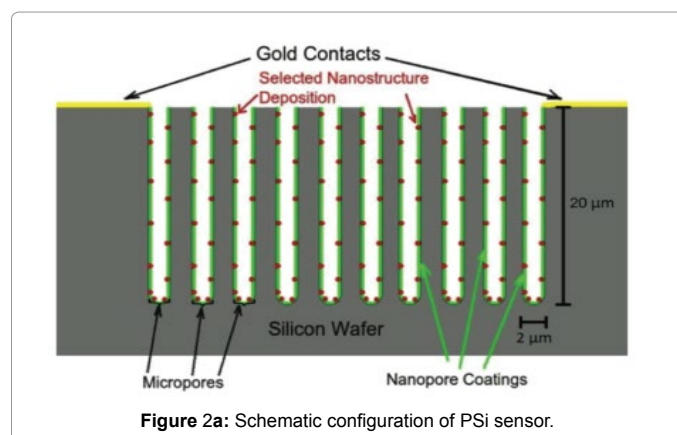 Gold Contacts
Selected Nanostructure
Deposition
20 µm
Silicon Wafer
2 µm
Micropores
Nanopore Coatings
Figure 2a: Schematic configuration of PSi sensor.